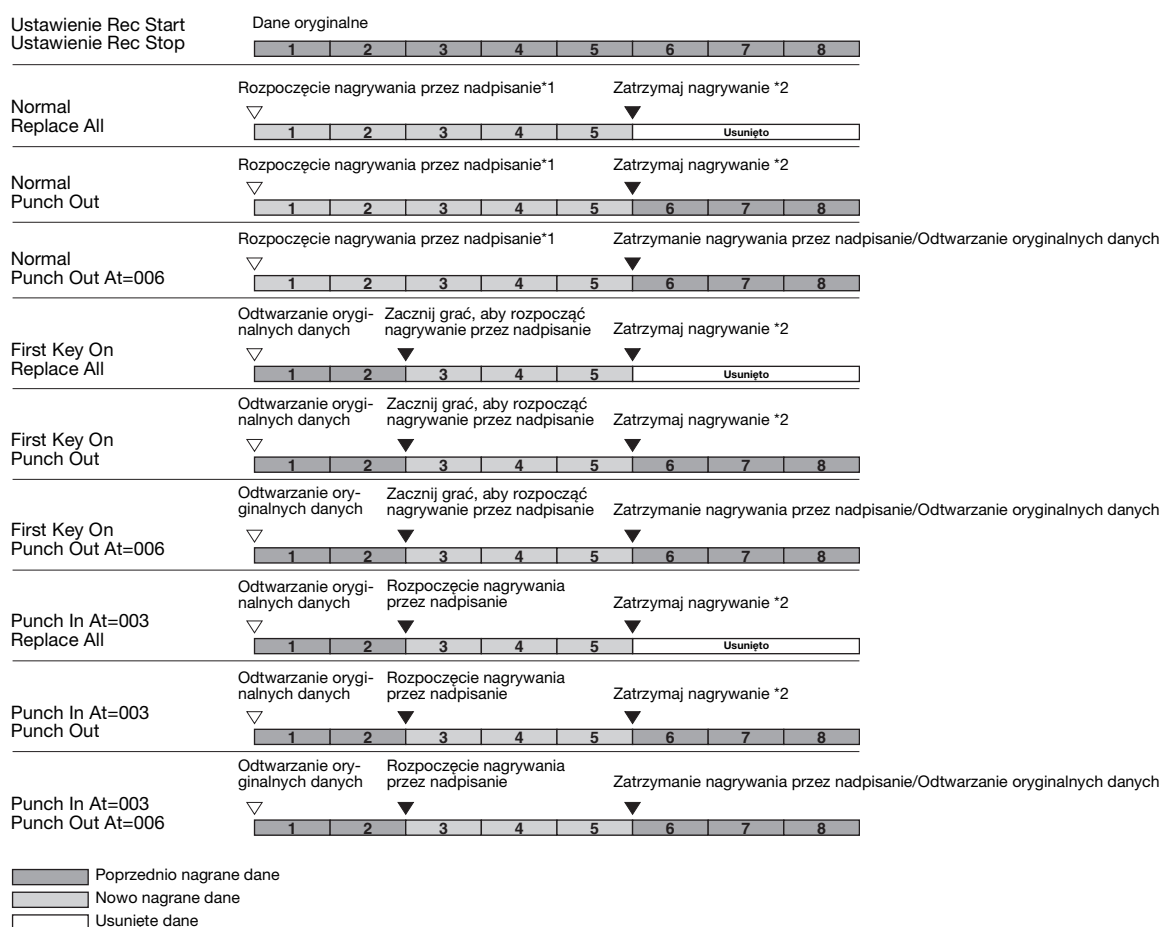 Ustawienie Rec Start
Ustawienie Rec Stop
Dane oryginalne
1 2 3 4 5 6 7 8
Normal
Replace All
Rozpoczęcie nagrywania przez nadpisanie*1
Zatrzymaj nagrywanie *2
1 2 3 4 5 Usunięto
Normal
Punch Out
Rozpoczęcie nagrywania przez nadpisanie*1
Zatrzymaj nagrywanie *2
1 2 3 4 5 6 7 8
Normal
Punch Out At=006
Rozpoczęcie nagrywania przez nadpisanie*1
Zatrzymanie nagrywania przez nadpisanie/Odtwarzanie oryginalnych danych
1 2 3 4 5 6 7 8
First Key On
Replace All
Odtwarzanie orygi-
nalnych danych
Zacznij grać, aby rozpocząć
nagrywanie przez nadpisanie
Zatrzymaj nagrywanie *2
1 2 3 4 5 Usunięto
First Key On
Punch Out
Odtwarzanie orygi-
nalnych danych
Zacznij grać, aby rozpocząć
nagrywanie przez nadpisanie
Zatrzymaj nagrywanie *2
1 2 3 4 5 6 7 8
First Key On
Punch Out At=006
Odtwarzanie ory-
ginalnych danych
Zacznij grać, aby rozpocząć
nagrywanie przez nadpisanie
Zatrzymanie nagrywania przez nadpisanie/Odtwarzanie oryginalnych danych
1 2 3 4 5 6 7 8
Punch In At=003
Replace All
Odtwarzanie orygi-
nalnych danych
Rozpoczęcie nagrywania
przez nadpisanie
Zatrzymaj nagrywanie *2
1 2 3 4 5 Usunięto
Punch In At=003
Punch Out
Odtwarzanie orygi-
nalnych danych
Rozpoczęcie nagrywania
przez nadpisanie
Zatrzymaj nagrywanie *2
1 2 3 4 5 6 7 8
Punch In At=003
Punch Out At=006
Odtwarzanie ory-
ginalnych danych
Rozpoczęcie nagrywania
przez nadpisanie
Zatrzymanie nagrywania przez nadpisanie/Odtwarzanie oryginalnych danych
1 2 3 4 5 6 7 8
Poprzednio nagrane dane
Nowo nagrane dane
Usunięte dane